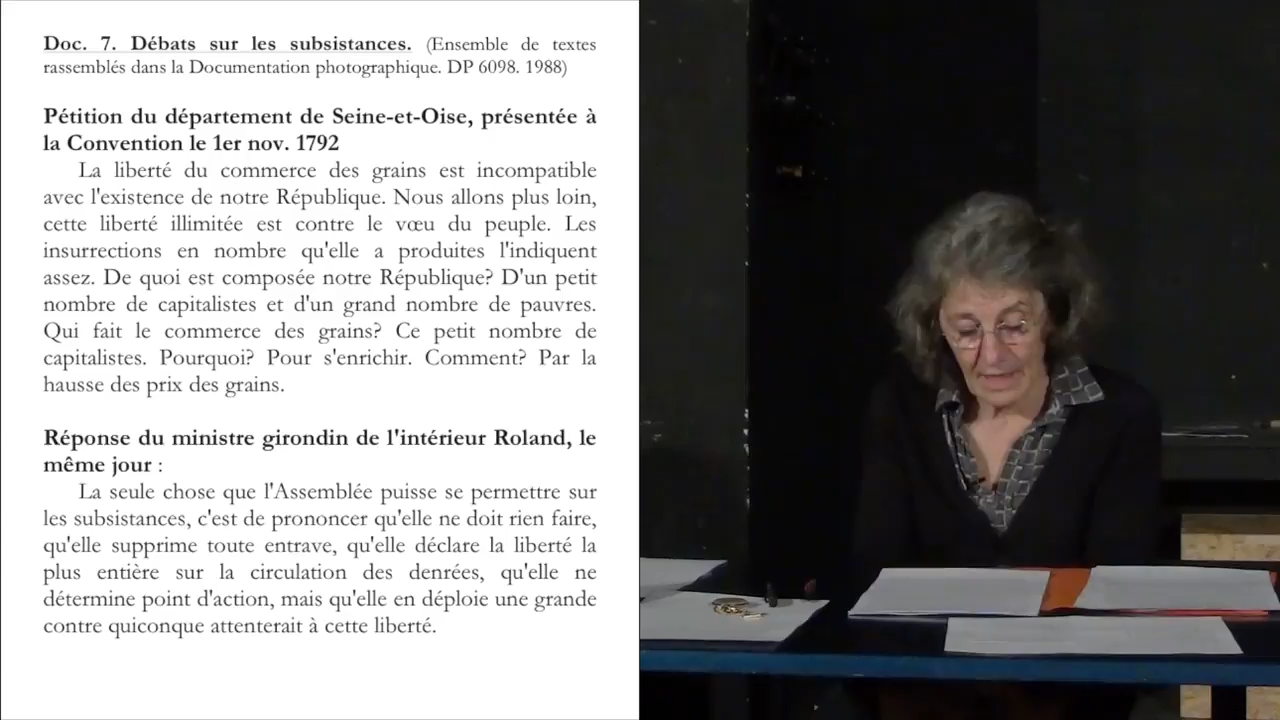 Doc. 7. Débats sur les subsistances. (Ensemble de textes
rassemblés dans la Documentation photographique. DP 6098. 1988)
Pétition du département de Seine-et-Oise, présentée à
la Convention le 1er nov. 1792
La liberté du commerce des grains est incompatible
avec l'existence de notre République. Nous allons plus loin,
cette liberté illimitée est contre le vœu du peuple. Les
insurrections en nombre qu'elle a produites l'indiquent
assez. De quoi est composée notre République? D'un petit
nombre de capitalistes et d'un grand nombre de pauvres.
Qui fait le commerce des grains? Ce petit nombre de
capitalistes. Pourquoi? Pour s'enrichir. Comment? Par la
hausse des prix des grains.
Réponse du ministre girondin de l'intérieur Roland, le
même jour :
La seule chose que l'Assemblée puisse se permettre sur
les subsistances, c'est de prononcer qu'elle ne doit rien faire,
qu'elle supprime toute entrave, qu'elle déclare la liberté la
plus entière sur la circulation des denrées, qu'elle ne
détermine point d'action, mais qu'elle en déploie une grande
contre quiconque attenterait à cette liberté.